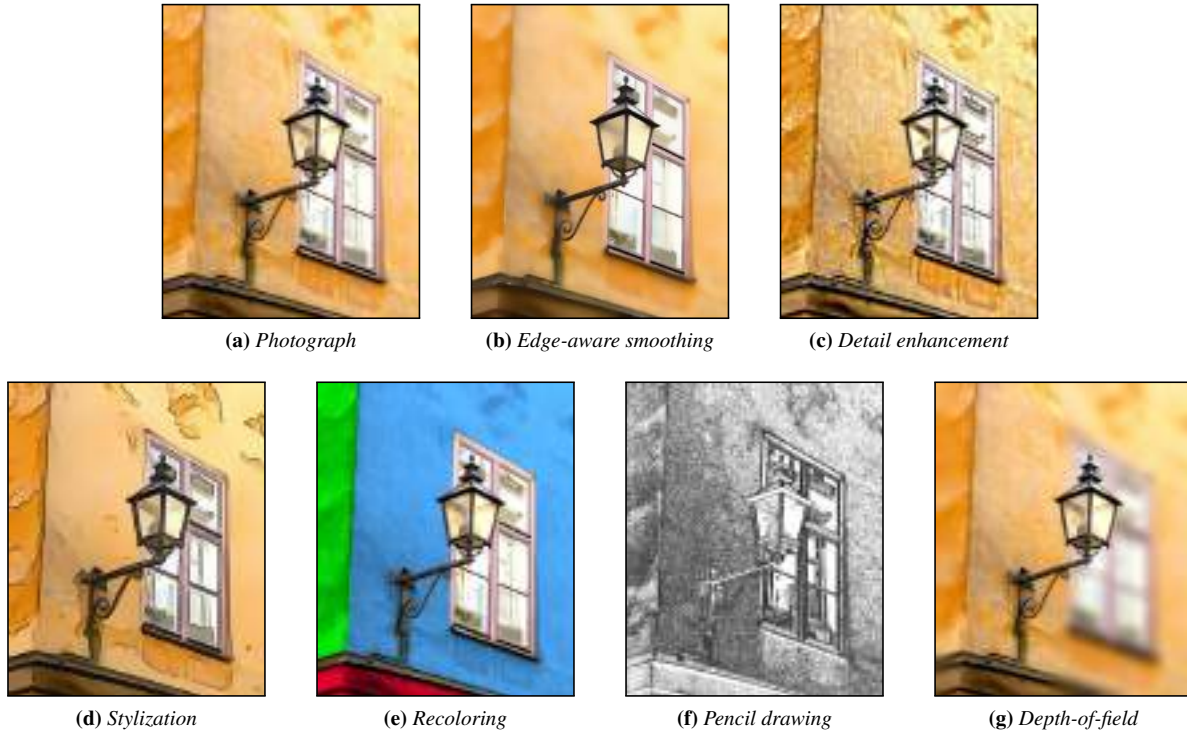 (a) Photograph
(b) Edge-aware smoothing
(c) Detail enhancement
(d) Stylization
(e) Recoloring
(f) Pencil drawing
(g) Depth-of-field